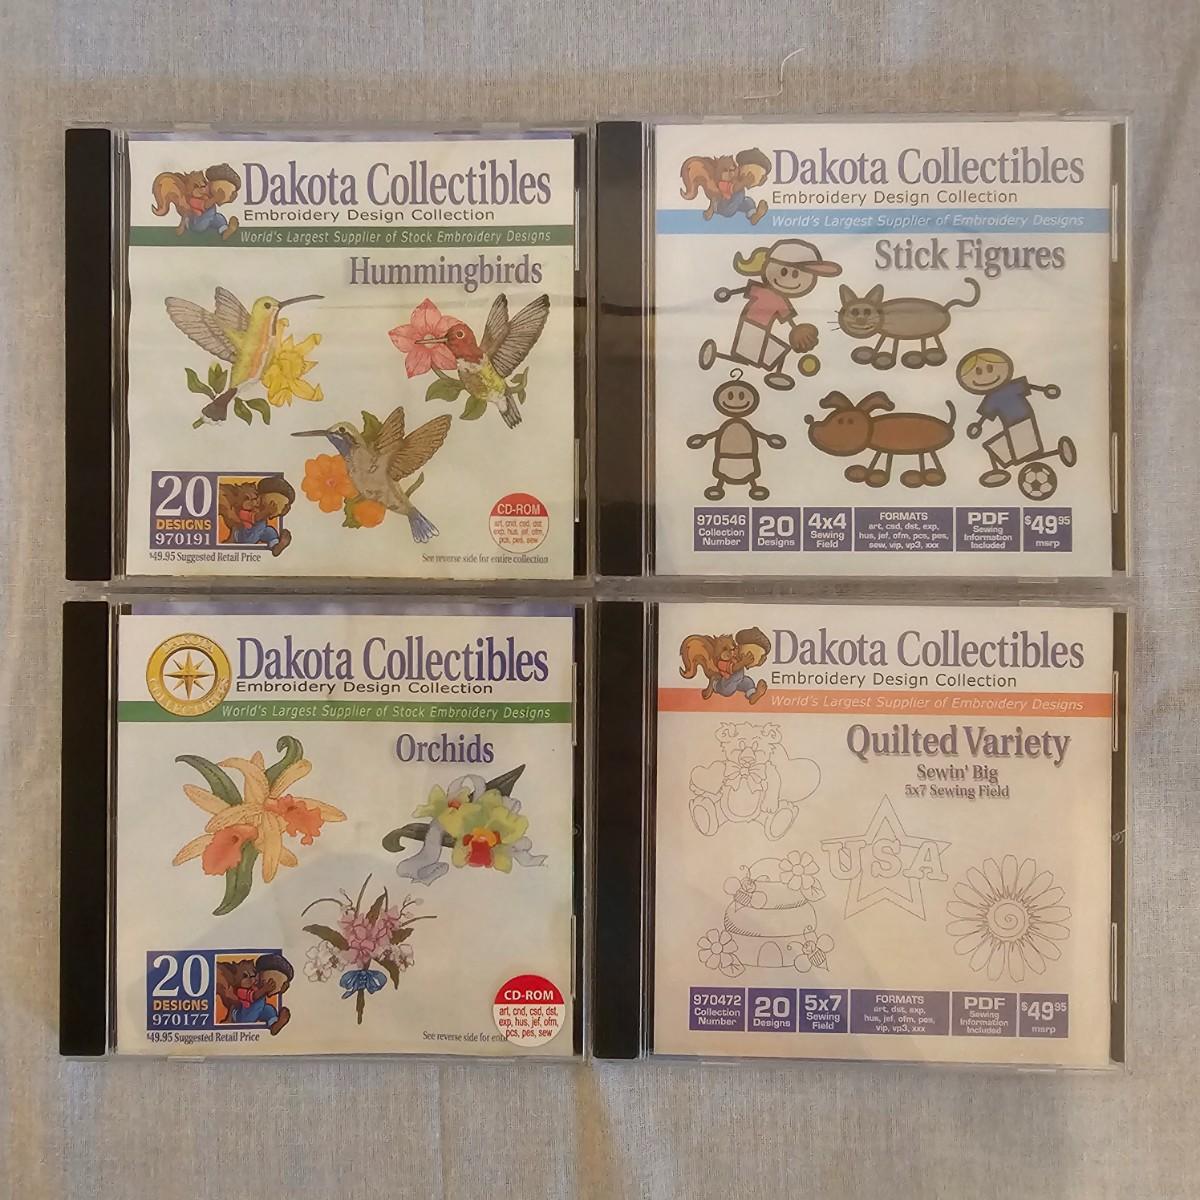 Dakota Collectibles
Embroidery Design Collection
World's Largest Supplier of Stock Embroidery Designs
Hummingbirds
20
DESIGNS
970191
$49.95 Suggested Retail Price
CD-ROM
art, cnd, csd, dst,
exp, hus, jef, ofm,
pcs, pes, sew
See reverse side for entire collection
Dakota Collectibles
Embroidery Design Collection
World's Largest Supplier of Embroidery Designs
Stick Figures
970546
Collection
Number
20
Designs
4x4
Sewing
Field
FORMATS
art, csd, dst, exp,
hus, jef, ofm, pcs, pes,
sew, vip, vp3, xxx
PDF
Sewing
Information
Included
$49.95
msrp
DAKOTA
COLLECTIBLES
Dakota Collectibles
Embroidery Design Collection
World's Largest Supplier of Stock Embroidery Designs
Orchids
20
DESIGNS
970177
$49.95 Suggested Retail Price
CD-ROM
art, cnd, csd, dst,
exp, hus, jef, ofm,
pcs, pes, sew
See reverse side for
Dakota Collectibles
Embroidery Design Collection
World's Largest Supplier of Embroidery Designs
Quilted Variety
Sewin' Big
5x7 Sewing Field
USA
970472
Collection
Number
20
Designs
5x7
Sewing
Field
FORMATS
art, dst, exp,
hus, jef, ofm, pes,
vip, vp3, xxx
PDF
Sewing
Information
Included
$49.95
msrp